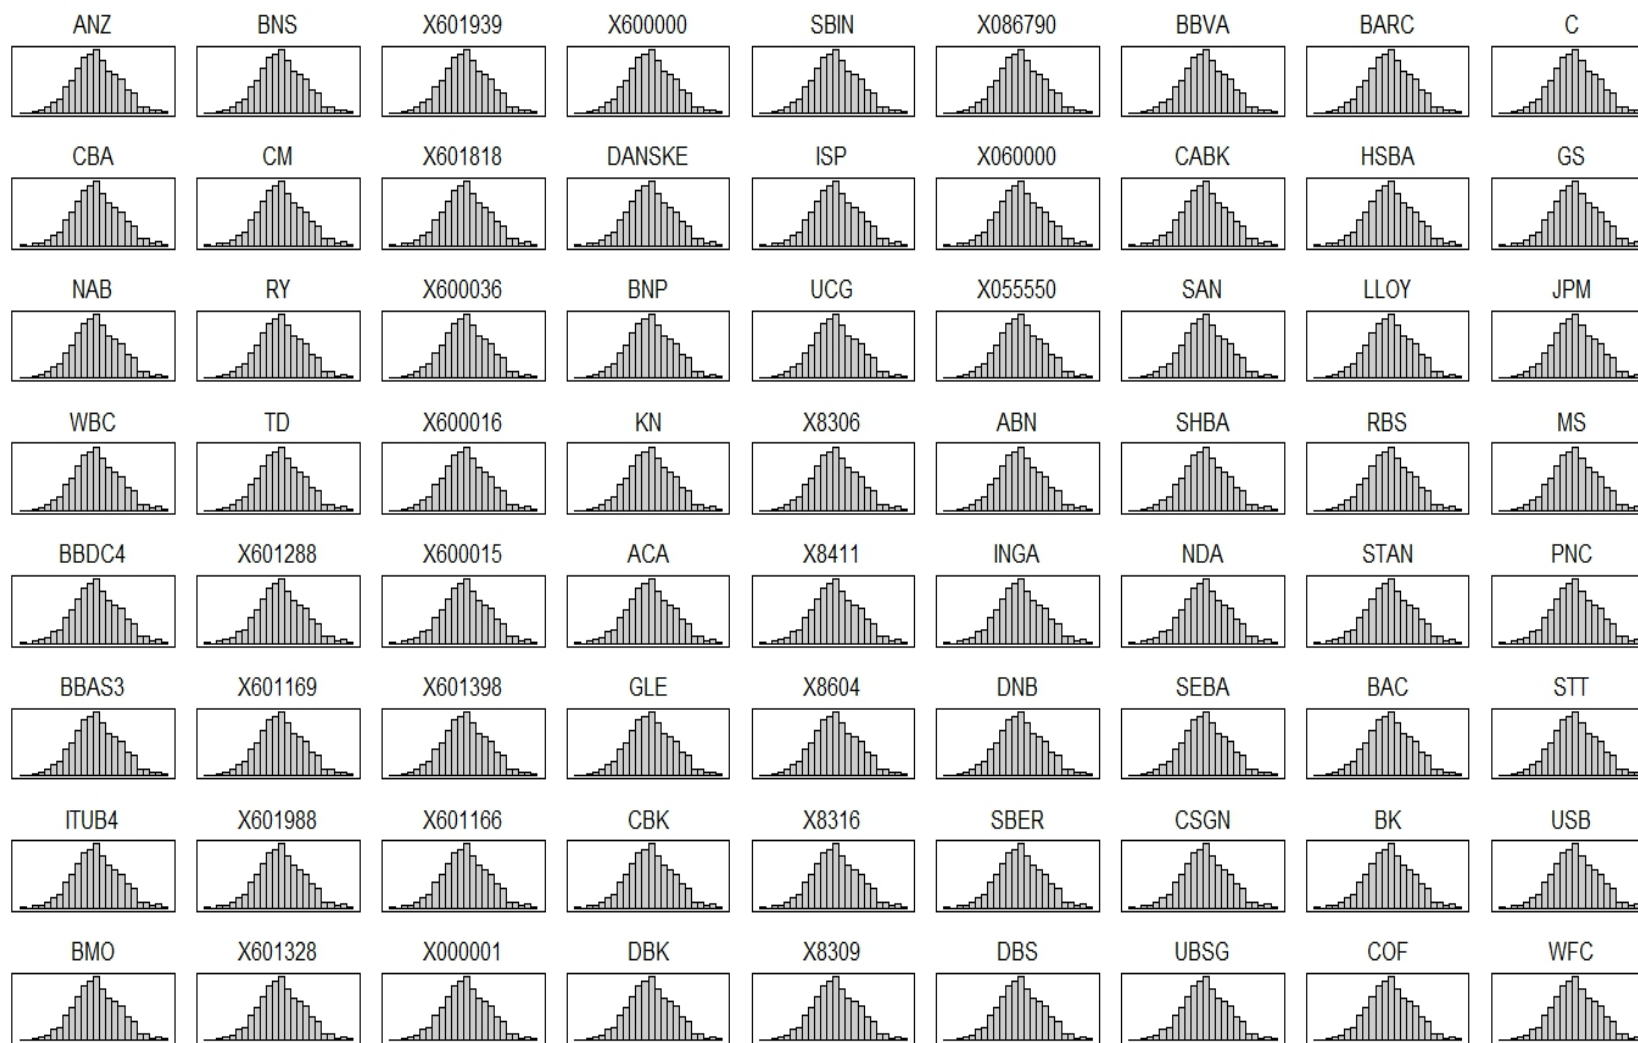 ANZ BNS X601939 X600000 SBIN X086790 BBVA BARC C
CBA CM X601818 DANSKE ISP X060000 CABK HSBA GS
NAB RY X600036 BNP UCG X055550 SAN LLOY JPM
WBC TD X600016 KN X8306 ABN SHBA RBS MS
BBDC4 X601288 X600015 ACA X8411 INGA NDA STAN PNC
BBAS3 X601169 X601398 GLE X8604 DNB SEBA BAC STT
ITUB4 X601988 X601166 CBK X8316 SBER CSGN BK USB
BMO X601328 X000001 DBK X8309 DBS UBSG COF WFC